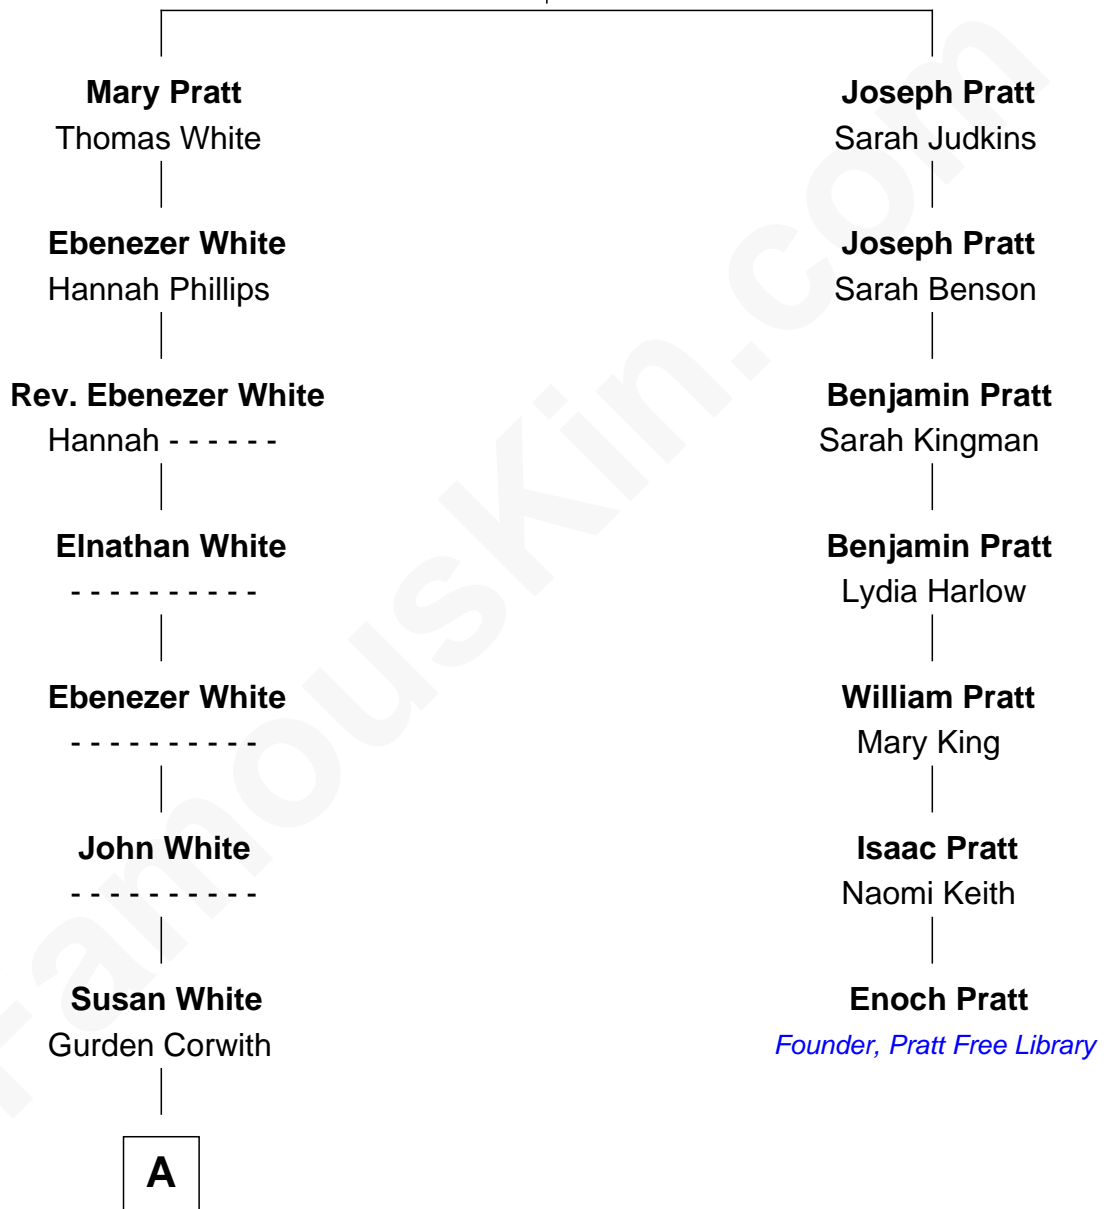 Mary Pratt
Thomas White
Joseph Pratt
Sarah Judkins
Ebenezer White
Hannah Phillips
Joseph Pratt
Sarah Benson
Rev. Ebenezer White
Hannah - - - - - -
Benjamin Pratt
Sarah Kingman
Elnathan White
- - - - - - - - - -
Benjamin Pratt
Lydia Harlow
Ebenezer White
- - - - - - - - - -
William Pratt
Mary King
John White
- - - - - - - - - -
Isaac Pratt
Naomi Keith
Susan White
Gurden Corwith
Enoch Pratt
Founder, Pratt Free Library
A
FamousKin.com